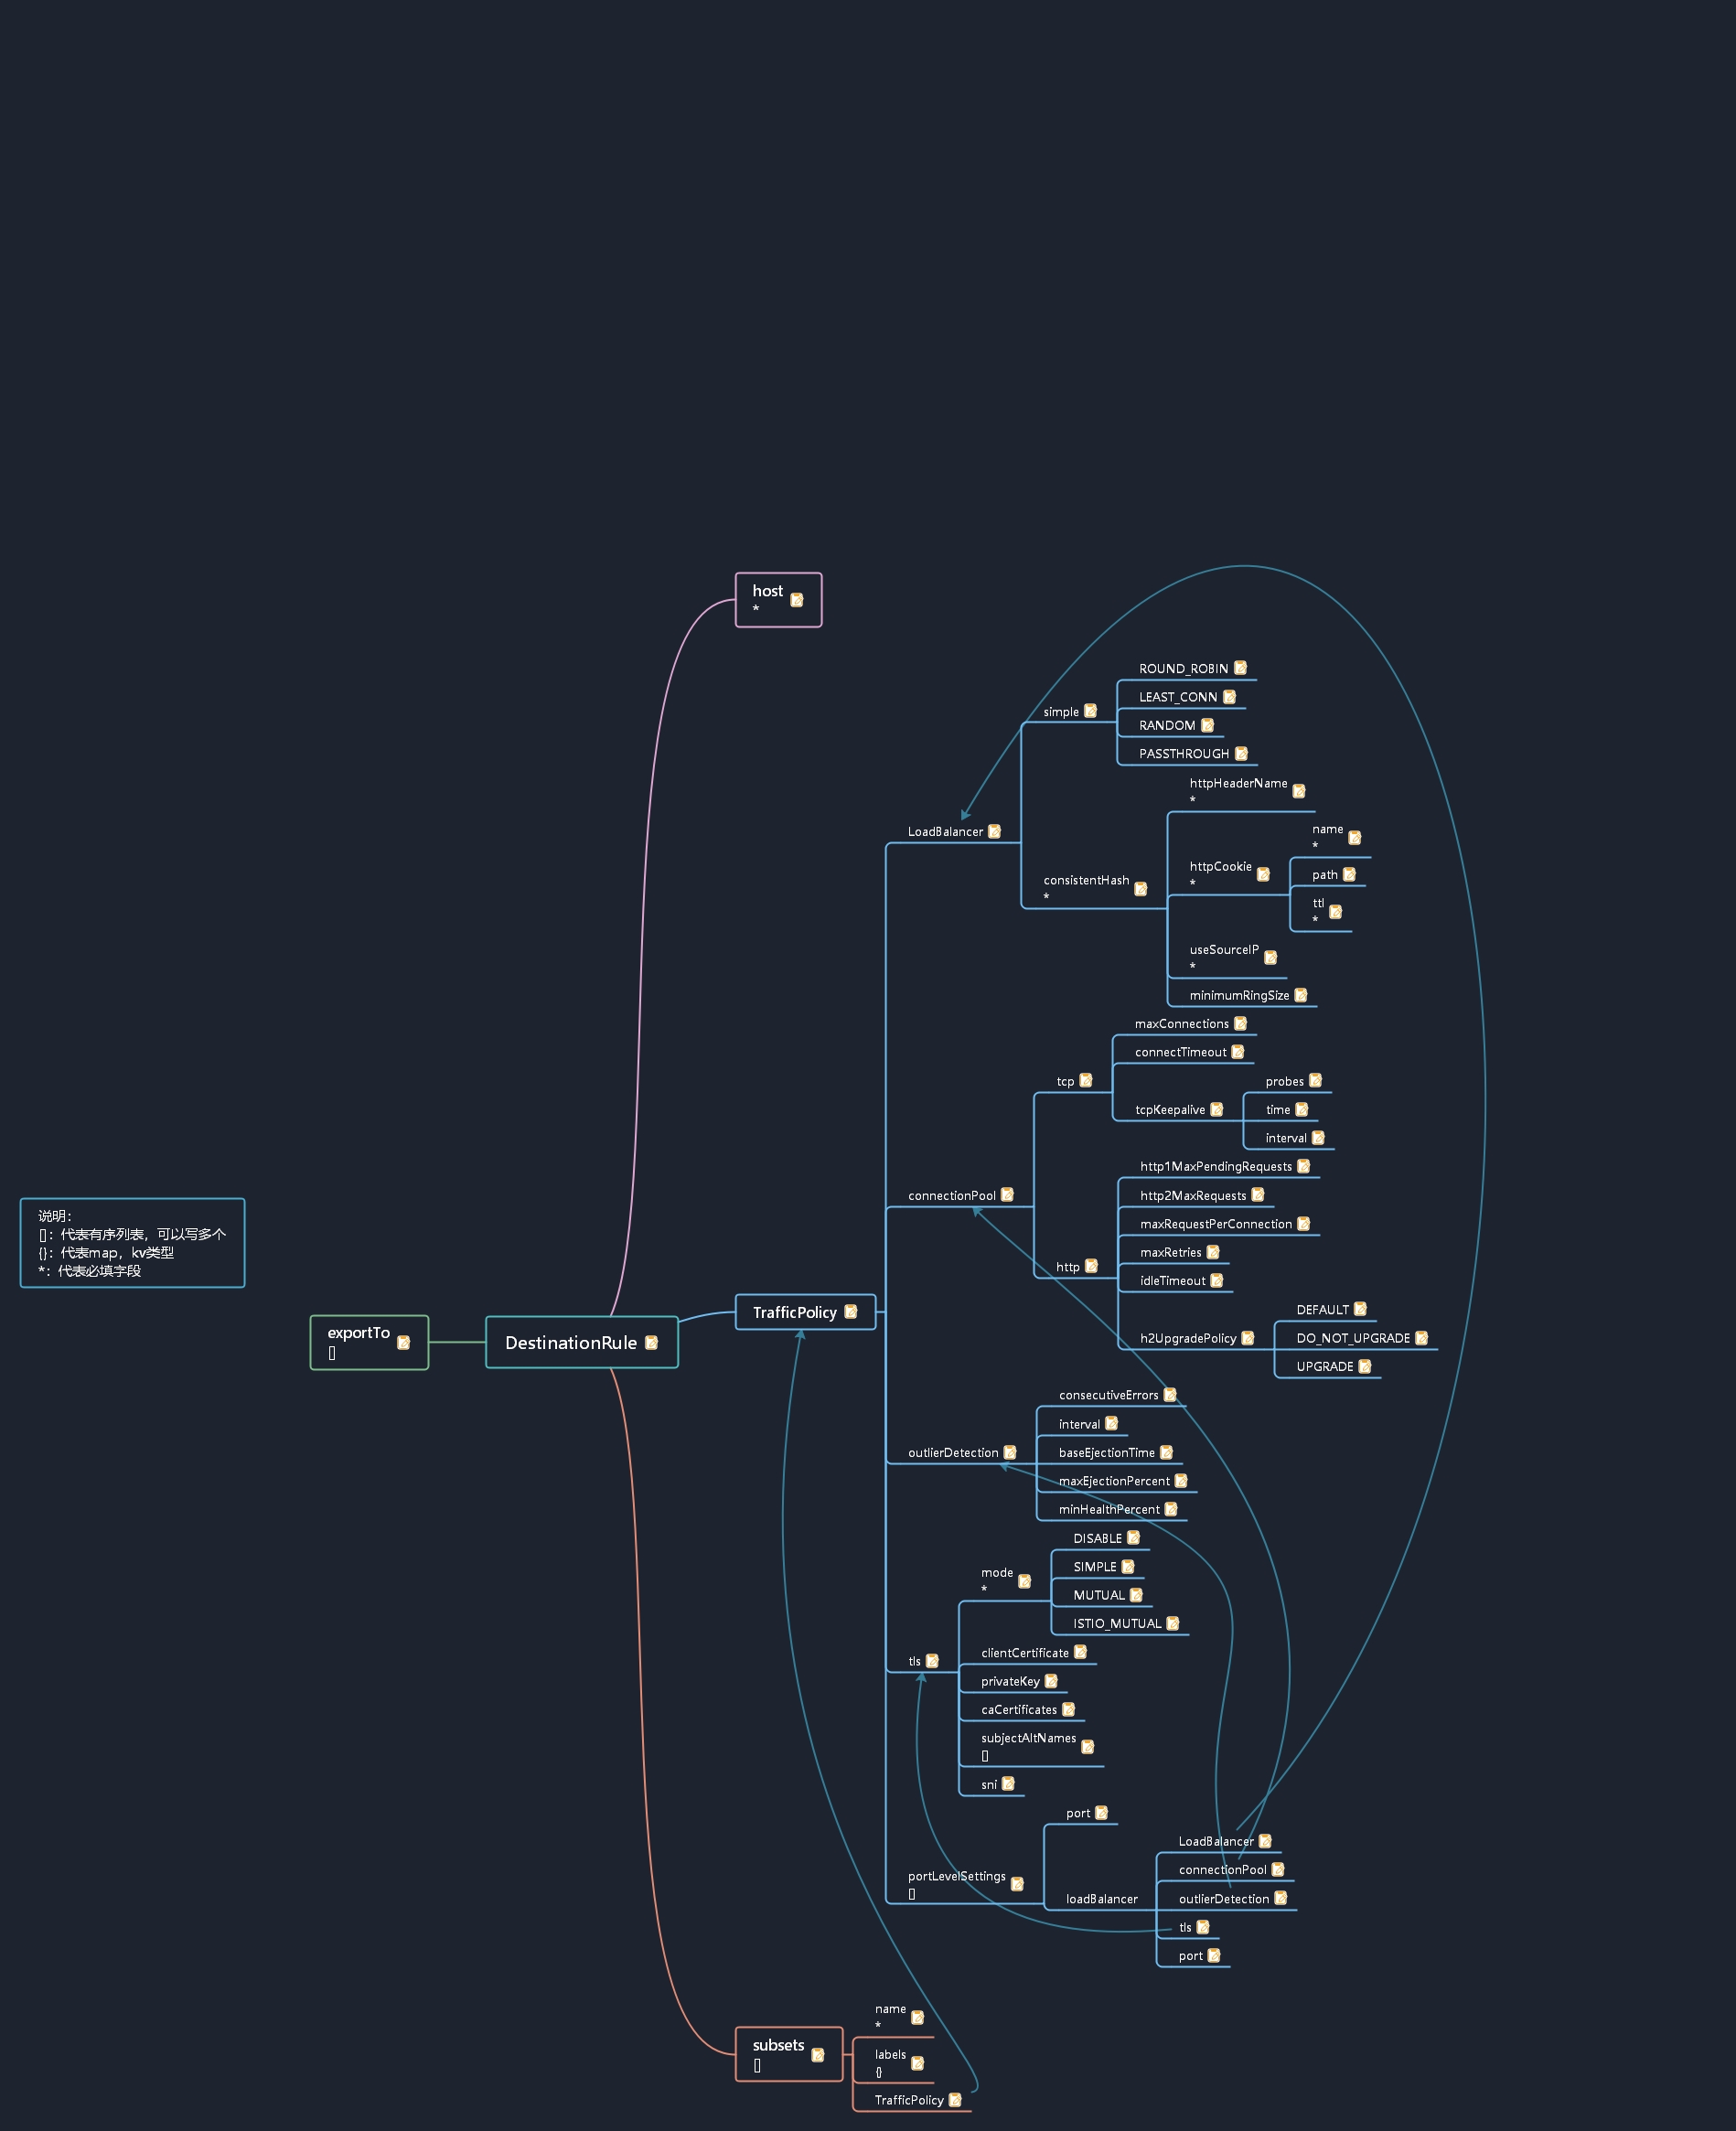 host
*
ROUND_ROBIN
LEAST_CONN
simple
RANDOM
PASSTHROUGH
httpHeaderName
*
name
*
LoadBalancer
httpCookie
*
path
consistentHash
*
ttl
*
useSourceIP
*
minimumRingSize
maxConnections
connectTimeout
tcp
probes
tcpKeepalive
time
interval
http1MaxPendingRequests
connectionPool
http2MaxRequests
maxRequestPerConnection
maxRetries
http
idleTimeout
DEFAULT
h2UpgradePolicy
DO_NOT_UPGRADE
UPGRADE
说明：
[]：代表有序列表，可以写多个
{}：代表map，kv类型
*：代表必填字段
exportTo
[]
DestinationRule
TrafficPolicy
consecutiveErrors
interval
outlierDetection
baseEjectionTime
maxEjectionPercent
minHealthPercent
DISABLE
mode
*
SIMPLE
MUTUAL
ISTIO_MUTUAL
clientCertificate
tls
privateKey
caCertificates
subjectAltNames
[]
sni
port
LoadBalancer
portLevelSettings
[]
connectionPool
loadBalancer
outlierDetection
tls
port
name
*
subsets
[]
labels
{}
TrafficPolicy